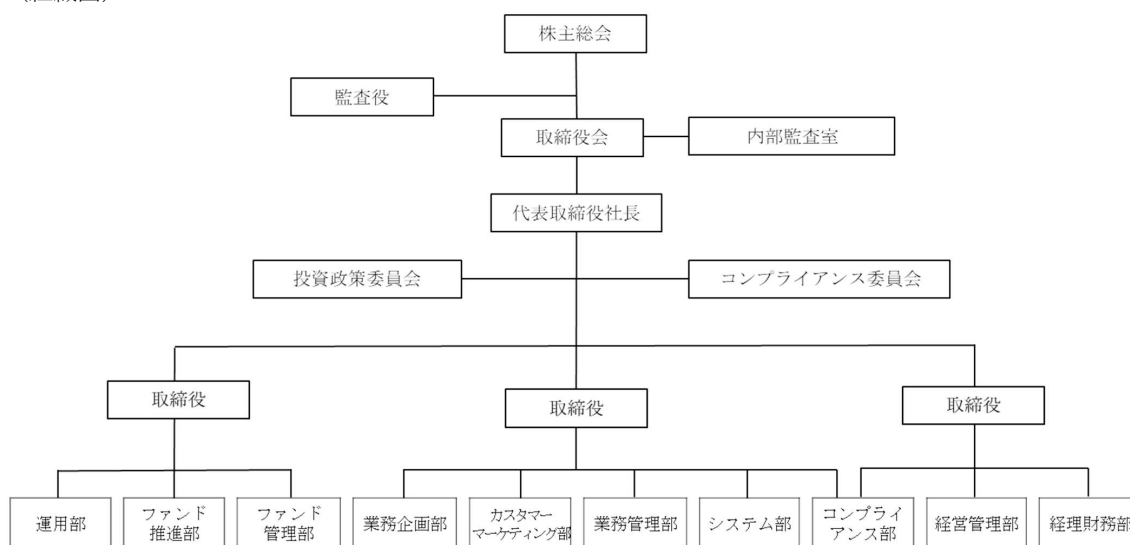 株主総会
監査役
取締役会
内部監査室
代表取締役社長
投資政策委員会
コンプライアンス委員会
取締役
取締役
取締役
運用部
ファンド
推進部
ファンド
管理部
業務企画部
カスタマー
マーケティング部
業務管理部
システム部
コンプライ
アンス部
経営管理部
経理財務部